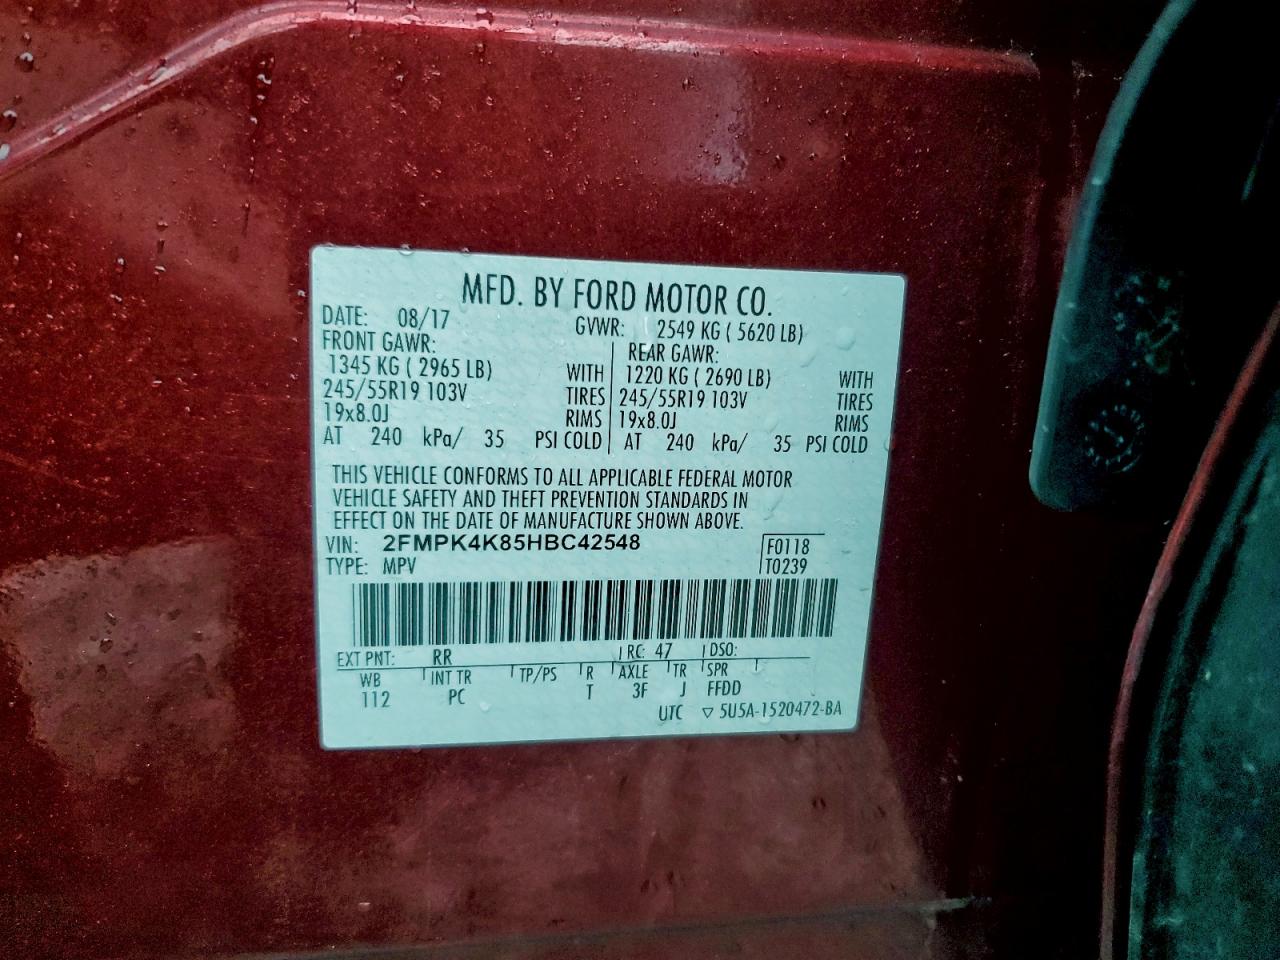 MFD. BY FORD MOTOR CO.
DATE: 08/17 GVWR: 2549 KG ( 5620 LB)
FRONT GAWR: REAR GAWR:
1345 KG ( 2965 LB) WITH 1220 KG ( 2690 LB) WITH
245/55R19 103V TIRES 245/55R19 103V TIRES
19x8.0J RIMS 19x8.0J RIMS
AT 240 kPa/ 35 PSI COLD AT 240 kPa/ 35 PSI COLD
THIS VEHICLE CONFORMS TO ALL APPLICABLE FEDERAL MOTOR
VEHICLE SAFETY AND THEFT PREVENTION STANDARDS IN
EFFECT ON THE DATE OF MANUFACTURE SHOWN ABOVE.
VIN: 2FMPK4K85HBC42548 F0118
TYPE: MPV T0239
EXT PNT: RR RC: 47 DSO:
WB INT TR TP/PS R AXLE TR SPR
112 PC T 3F J FFDD
UTC ▽ 5U5A-1520472-BA